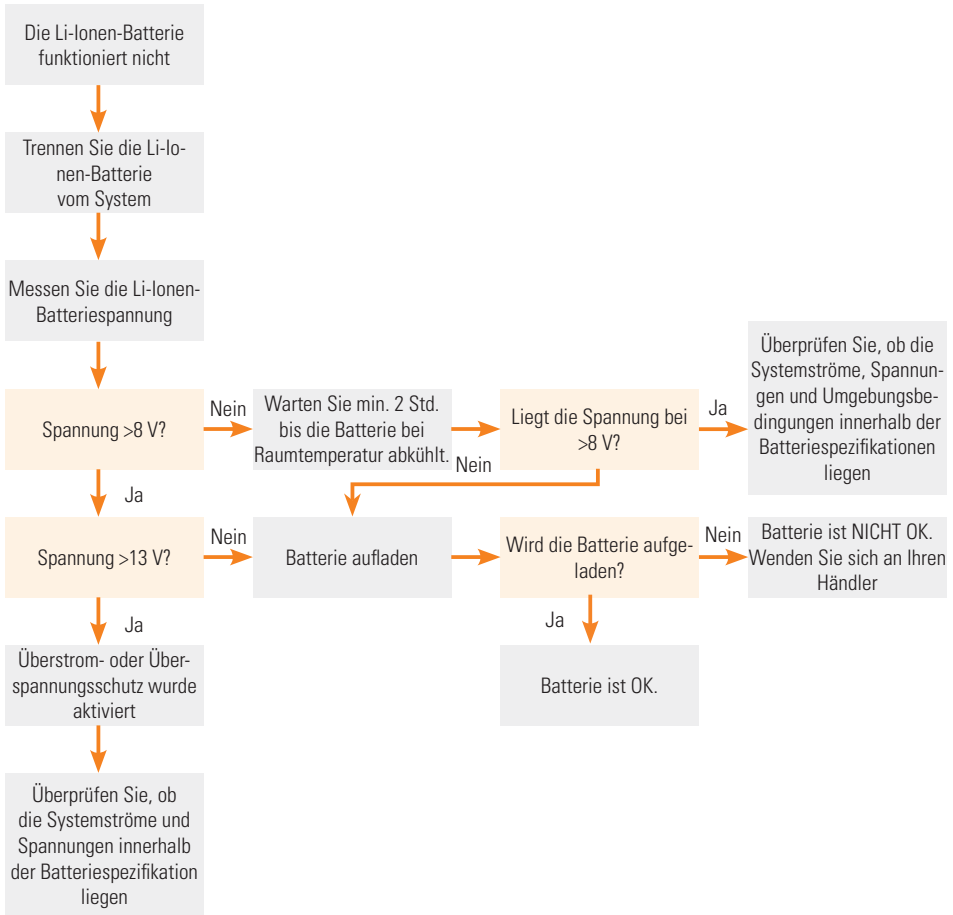 Die Li-Ionen-Batterie
funktioniert nicht
Trennen Sie die Li-Io-
nen-Batterie
vom System
Messen Sie die Li-Ionen-
Batteriespannung
Spannung >8 V?
Nein
Warten Sie min. 2 Std.
bis die Batterie bei
Raumtemperatur abkühlt.
Liegt die Spannung bei
>8 V?
Ja
Überprüfen Sie, ob die
Systemströme, Spannun-
gen und Umgebungsbe-
dingungen innerhalb der
Batteriespezifikationen
liegen
Nein
Ja
Spannung >13 V?
Nein
Batterie aufladen
Wird die Batterie aufge-
laden?
Nein
Batterie ist NICHT OK.
Wenden Sie sich an Ihren
Händler
Ja
Batterie ist OK.
Ja
Überstrom- oder Über-
spannungsschutz wurde
aktiviert
Überprüfen Sie, ob
die Systemströme und
Spannungen innerhalb
der Batteriespezifikation
liegen